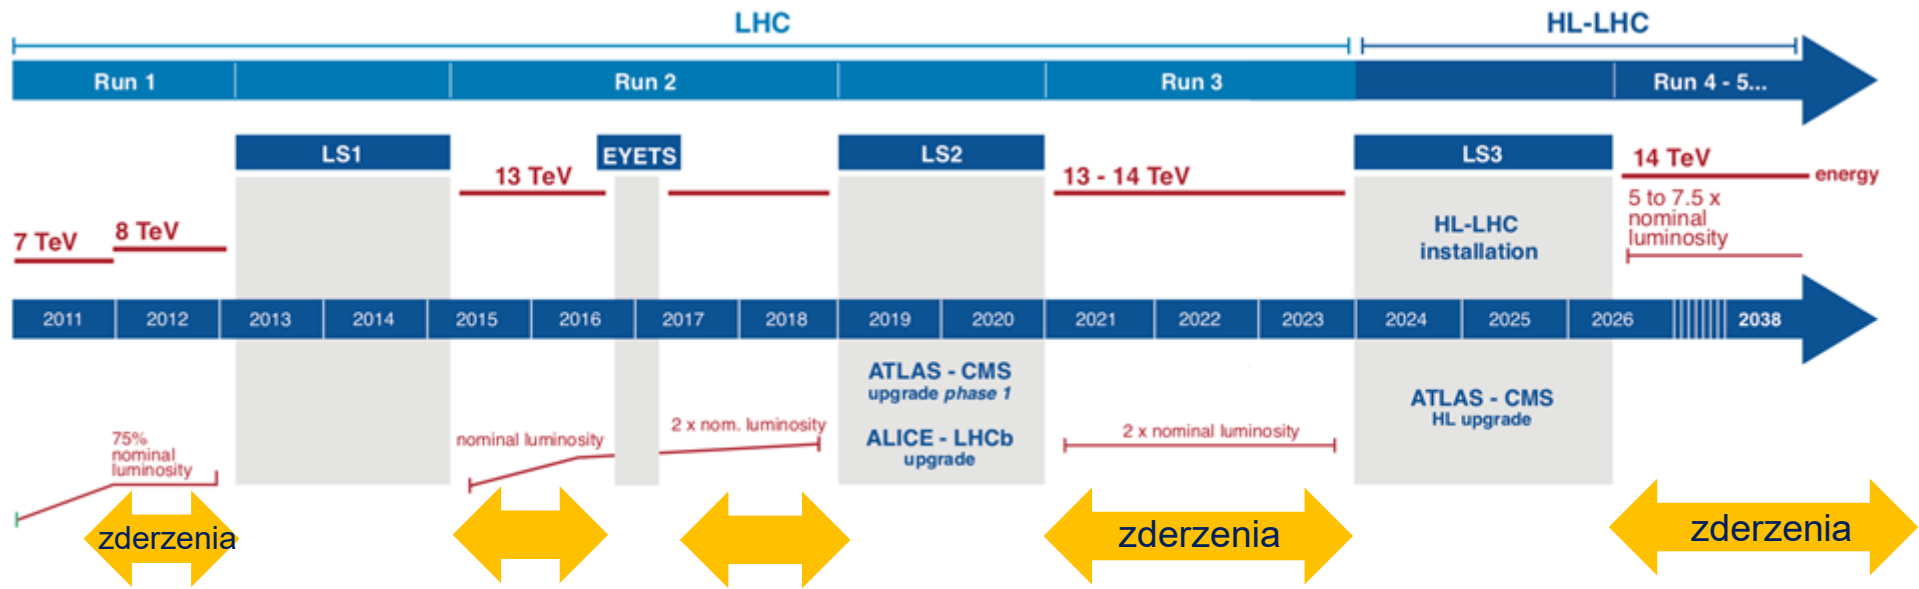 LHC
HL-LHC
Run 1
Run 2
Run 3
Run 4 - 5...
LS1
EYETS
LS2
LS3
14 TeV
energy
13 TeV
13 - 14 TeV
5 to 7.5 x
nominal
luminosity
7 TeV
8 TeV
HL-LHC
installation
2011
2012
2013
2014
2015
2016
2017
2018
2019
2020
2021
2022
2023
2024
2025
2026
2038
ATLAS - CMS
upgrade phase 1
ALICE - LHCb
upgrade
ATLAS - CMS
HL upgrade
75%
nominal
luminosity
nominal luminosity
2 x nom. luminosity
2 x nominal luminosity
zderzenia
zderzenia
zderzenia